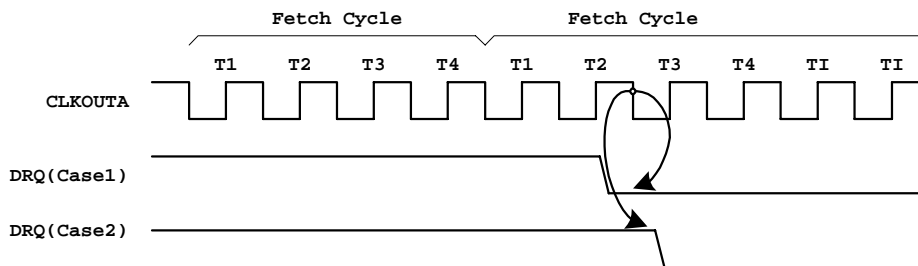 Fetch Cycle Fetch Cycle
T1 T2 T3 T4 T1 T2 T3 T4 TI TI
CLKOUTA
DRQ(Case1)
DRQ(Case2)